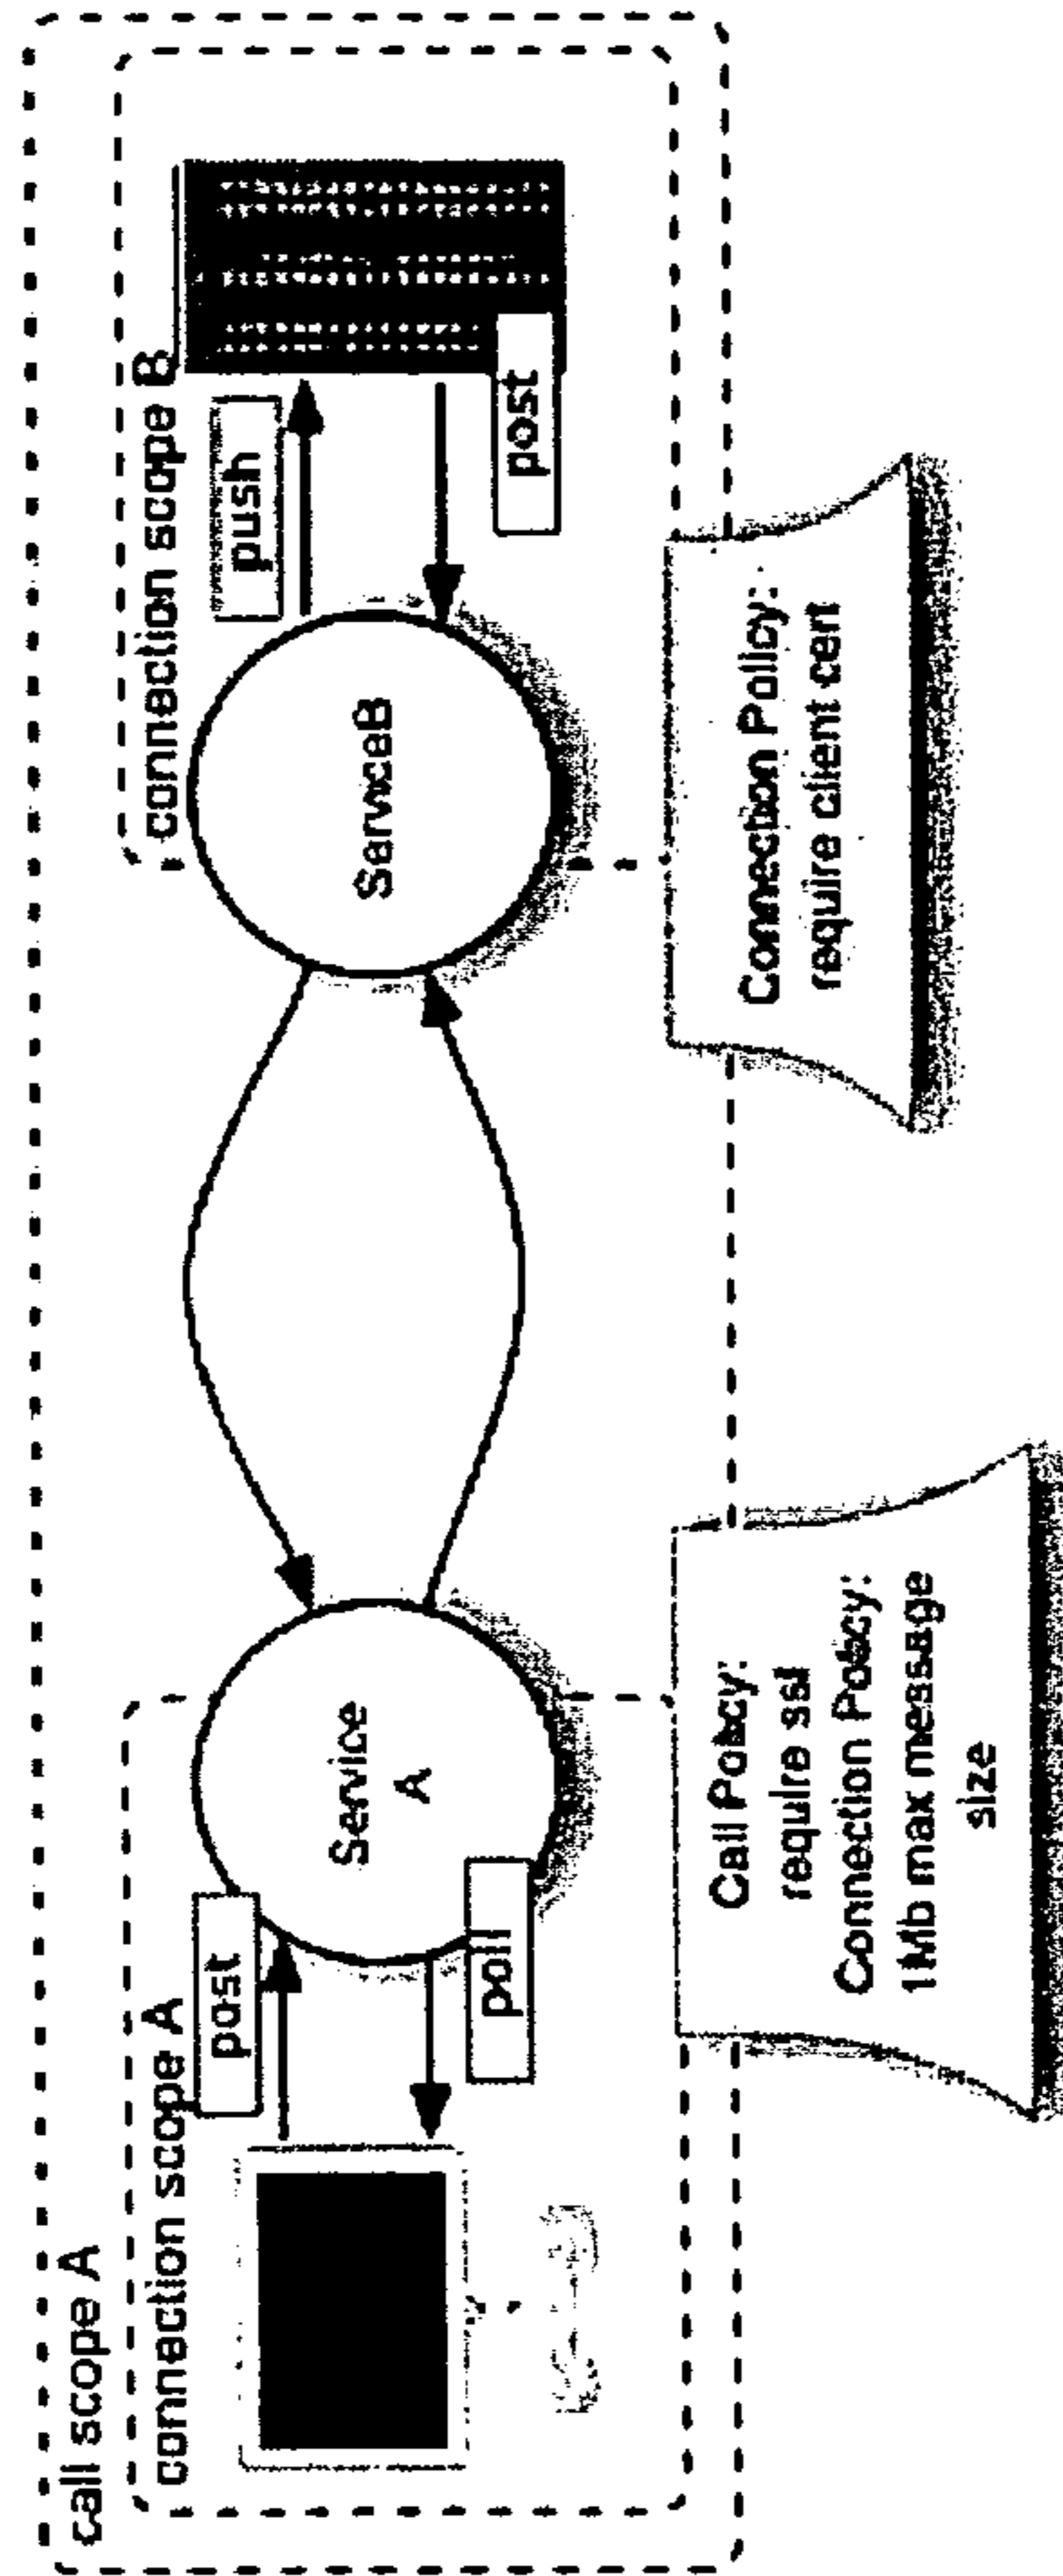 call scope A
connection scope A
post
poll
Service
A
connection scope B
push
post
ServiceB
Call Policy:
require ssl
Connection Policy:
1Mb max message
size
Connection Policy:
require client cert